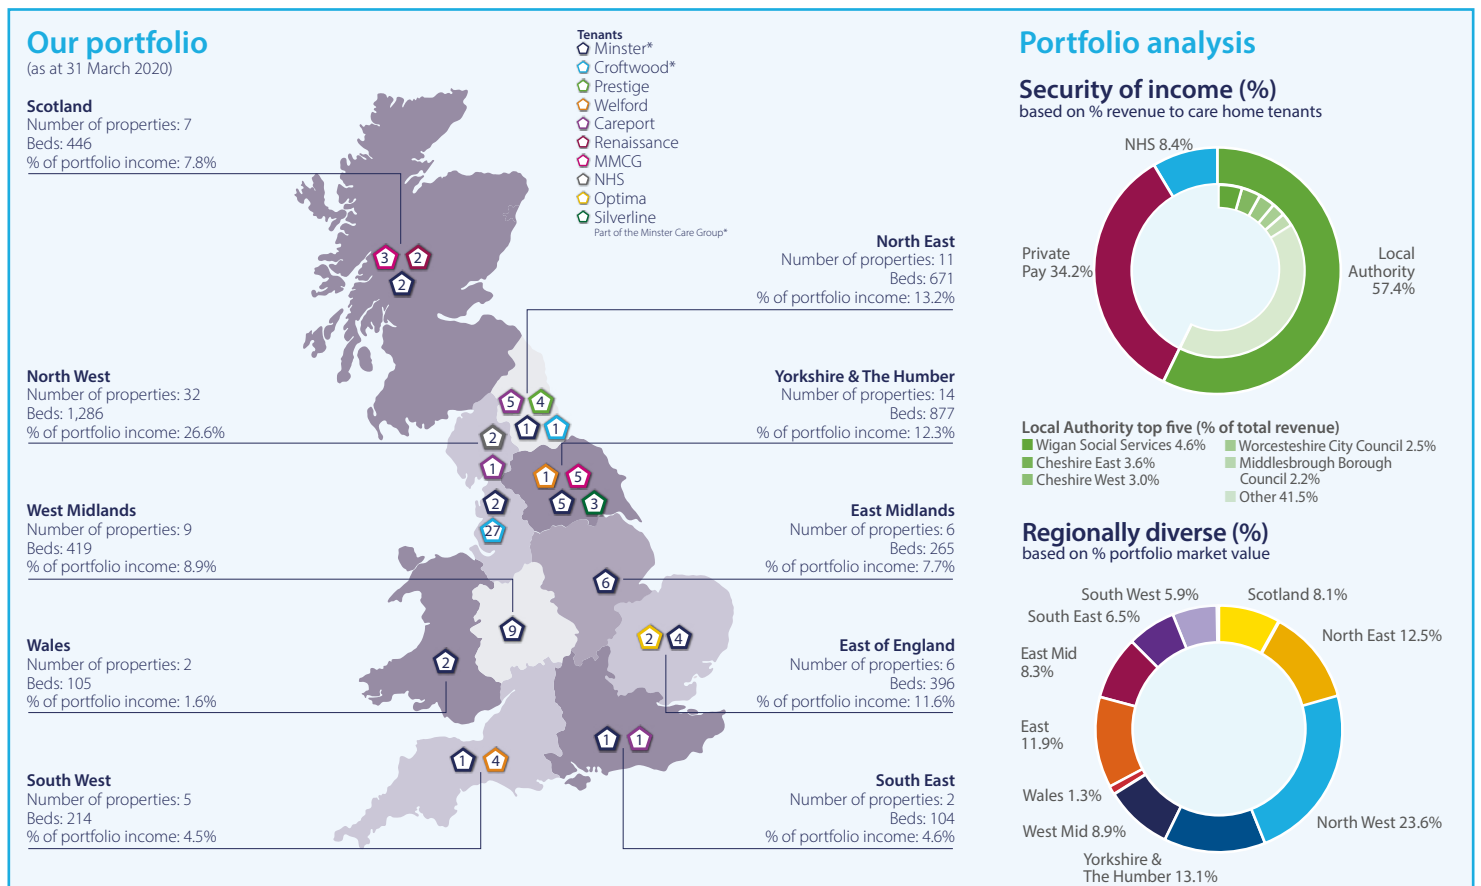 Our portfolio
(as at 31 March 2020)
Scotland
Number of properties: 7
Beds: 446
% of portfolio income: 7.8%
North West
Number of properties: 32
Beds: 1,286
% of portfolio income: 26.6%
West Midlands
Number of properties: 9
Beds: 419
% of portfolio income: 8.9%
Wales
Number of properties: 2
Beds: 105
% of portfolio income: 1.6%
South West
Number of properties: 5
Beds: 214
% of portfolio income: 4.5%
Tenants
Minster*
Croftwood*
Prestige
Welford
Careport
Renaissance
MMCG
NHS
Optima
Silverline
Part of the Minster Care Group*
3 2
2
5 4
1 1
2
1
2
27
1 5
5 3
6
9
2 4
2
1 1
1 4
North East
Number of properties: 11
Beds: 671
% of portfolio income: 13.2%
Yorkshire & The Humber
Number of properties: 14
Beds: 877
% of portfolio income: 12.3%
East Midlands
Number of properties: 6
Beds: 265
% of portfolio income: 7.7%
East of England
Number of properties: 6
Beds: 396
% of portfolio income: 11.6%
South East
Number of properties: 2
Beds: 104
% of portfolio income: 4.6%
Portfolio analysis
Security of income (%)
based on % revenue to care home tenants
NHS 8.4%
Private
Pay 34.2%
Local
Authority
57.4%
Local Authority top five (% of total revenue)
Wigan Social Services 4.6%
Cheshire East 3.6%
Cheshire West 3.0%
Worcesteshire City Council 2.5%
Middlesbrough Borough
Council 2.2%
Other 41.5%
Regionally diverse (%)
based on % portfolio market value
South West 5.9%
Scotland 8.1%
South East 6.5%
North East 12.5%
East Mid
8.3%
East
11.9%
Wales 1.3%
West Mid 8.9%
North West 23.6%
Yorkshire &
The Humber 13.1%